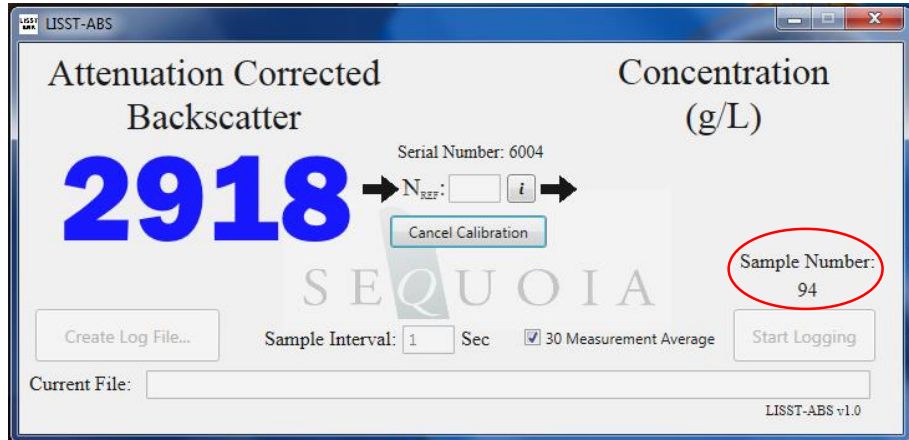 LISST-ABS
Attenuation Corrected
Backscatter
Concentration
(g/L)
2918
Serial Number: 6004
NREF:
i
Cancel Calibration
SEQUOIA
Sample Number:
94
Create Log File...
Sample Interval: 1 Sec
30 Measurement Average
Start Logging
Current File:
LISST-ABS v1.0